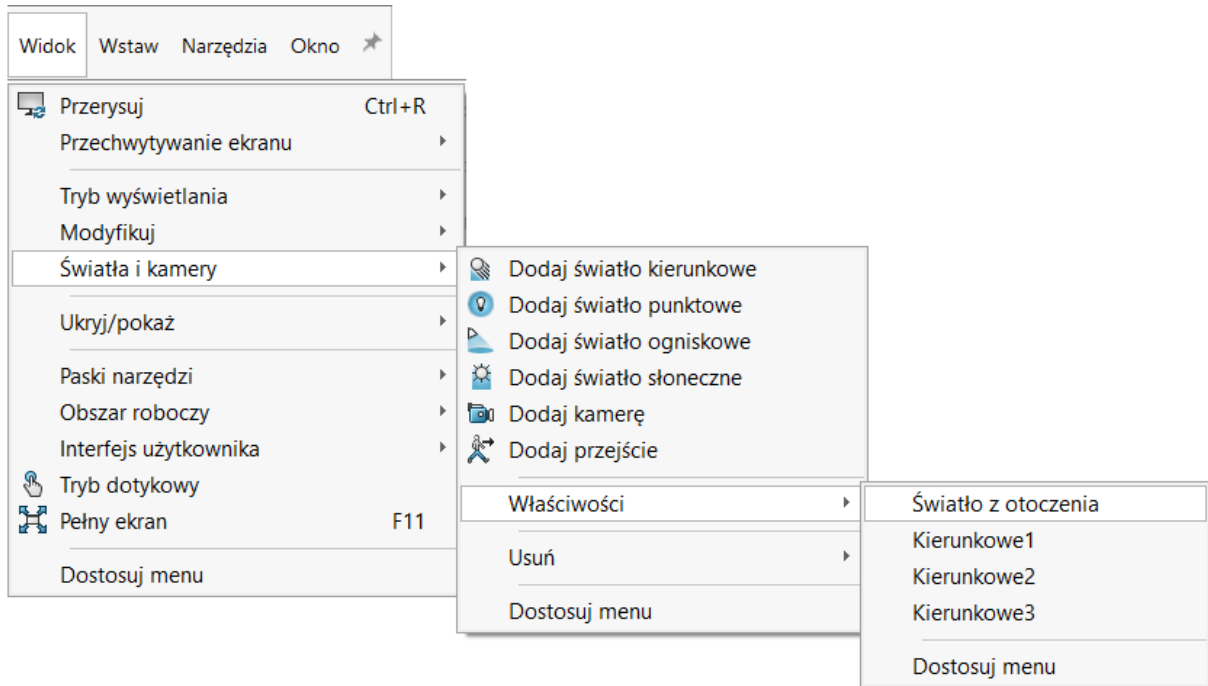 Widok Wstaw Narzędzia Okno
Przerysuj Ctrl+R
Przechwytywanie ekranu
Tryb wyświetlania
Modyfikuj
Światła i kamery
Ukryj/pokaż
Paski narzędzi
Obszar roboczy
Interfejs użytkownika
Tryb dotykowy
Pełny ekran F11
Dostosuj menu
Dodaj światło kierunkowe
Dodaj światło punktowe
Dodaj światło ogniskowe
Dodaj światło słoneczne
Dodaj kamerę
Dodaj przejście
Właściwości
Usuń
Dostosuj menu
Światło z otoczenia
Kierunkowe1
Kierunkowe2
Kierunkowe3
Dostosuj menu